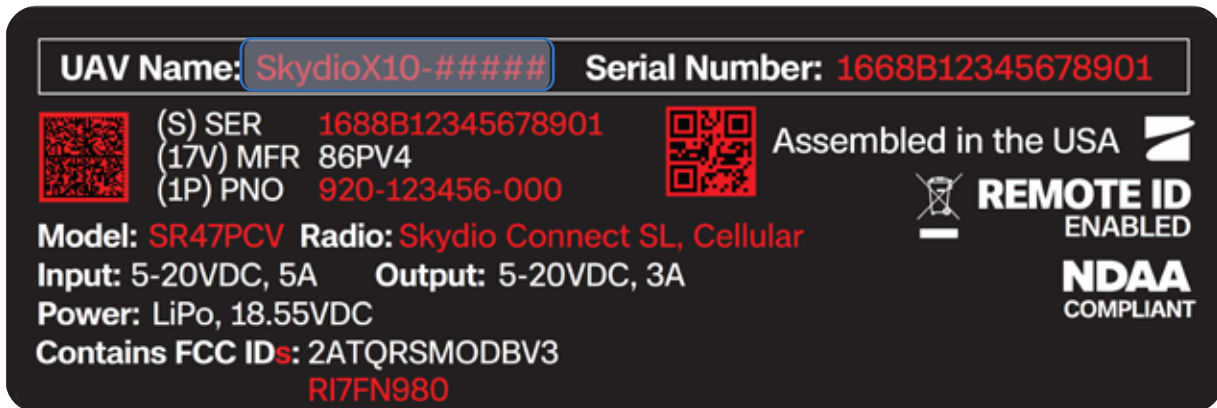 UAV Name: SkydioX10-##### Serial Number: 1668B12345678901
(S) SER 1688B12345678901
(17V) MFR 86PV4
(1P) PNO 920-123456-000
Assembled in the USA
REMOTE ID
ENABLED
Model: SR47PCV Radio: Skydio Connect SL, Cellular
Input: 5-20VDC, 5A Output: 5-20VDC, 3A
NDAA
COMPLIANT
Power: LiPo, 18.55VDC
Contains FCC IDs: 2ATQRSMODBV3
RI7FN980